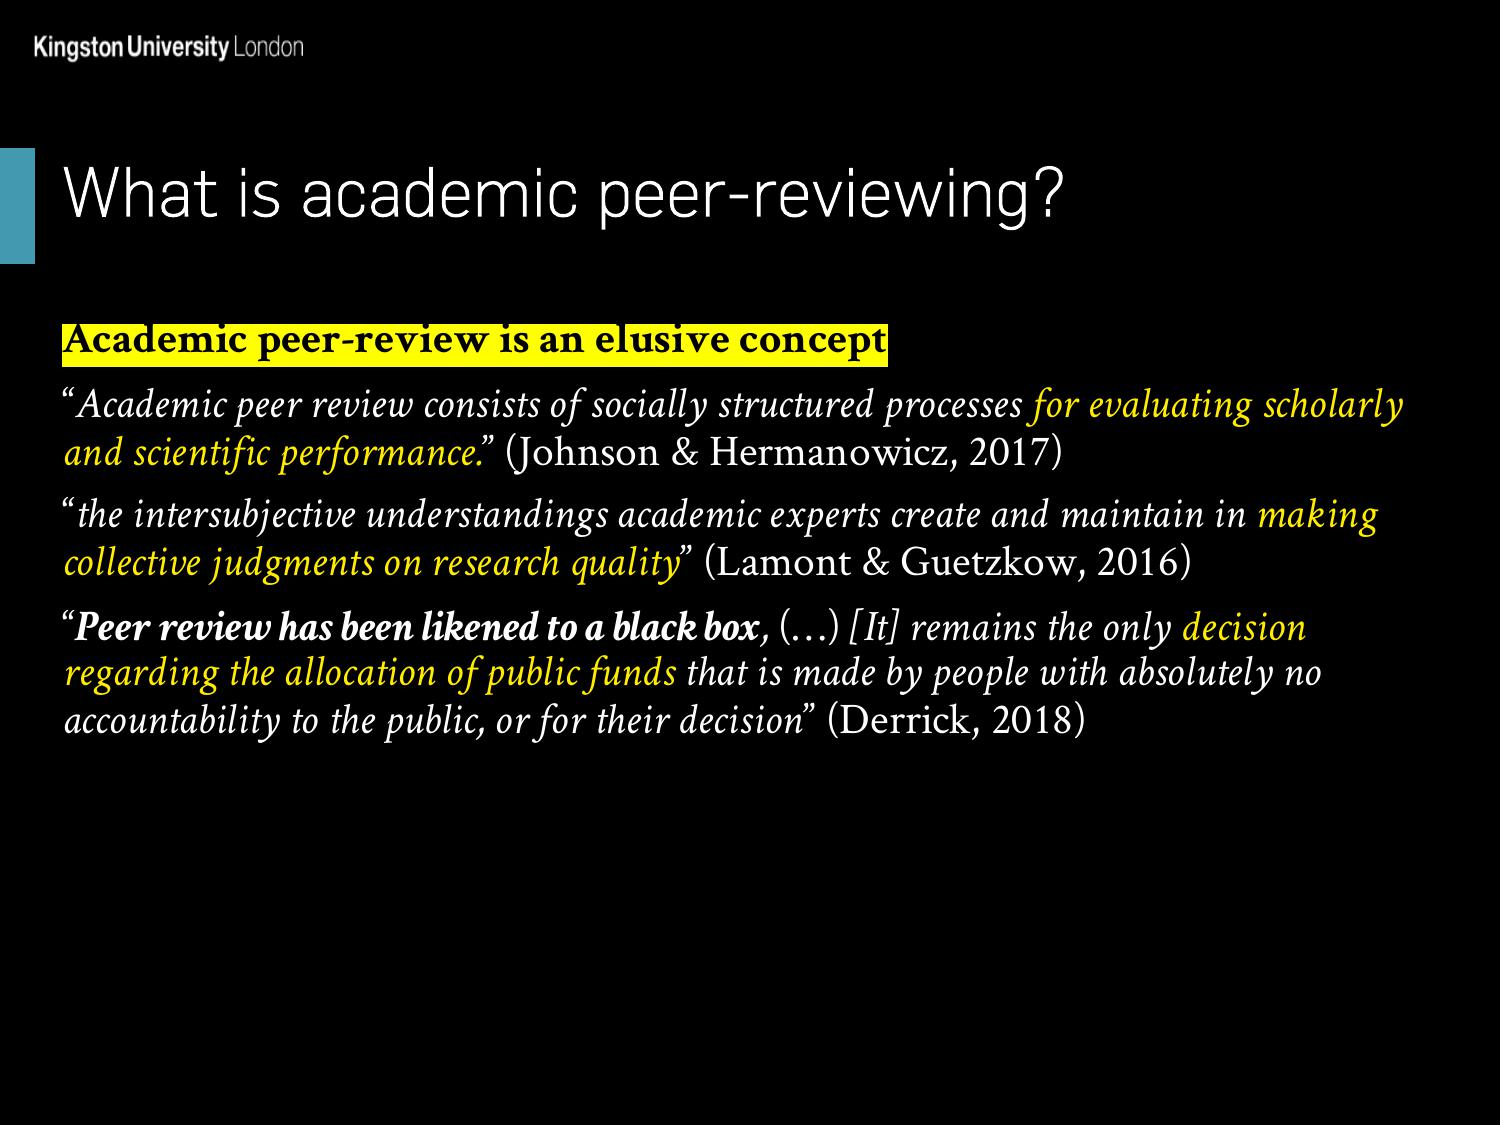 Kingston University London
What is academic peer-reviewing?
Academic peer-review is an elusive concept
“Academic peer review consists of socially structured processes for evaluating scholarly
and scientific performance.” (Johnson & Hermanowicz, 2017)
“the intersubjective understandings academic experts create and maintain in making
collective judgments on research quality” (Lamont & Guetzkow, 2016)
“Peer review has been likened to a black box, (…) [It] remains the only decision
regarding the allocation of public funds that is made by people with absolutely no
accountability to the public, or for their decision” (Derrick, 2018)